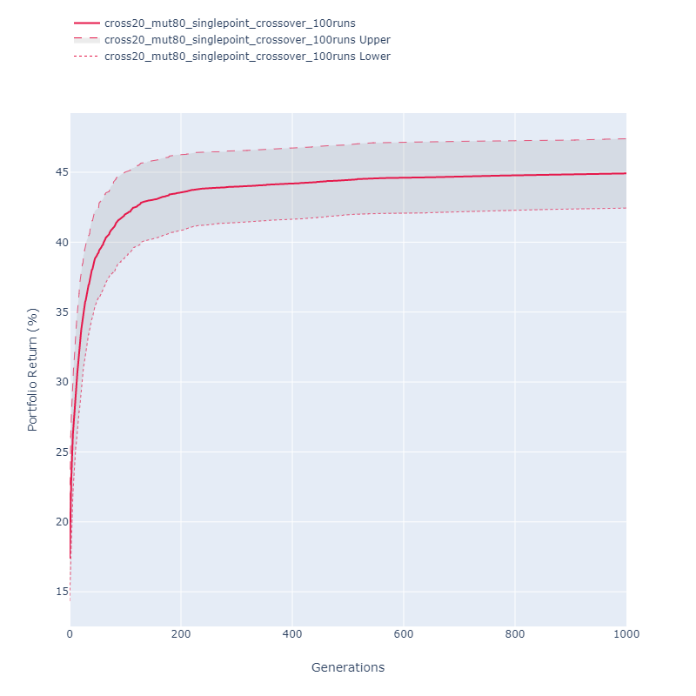 cross20_mut80_singlepoint_crossover_100runs
cross20_mut80_singlepoint_crossover_100runs Upper
cross20_mut80_singlepoint_crossover_100runs Lower
45
40
35
30
25
20
15
Portfolio Return (%)
0 200 400 600 800 1000
Generations